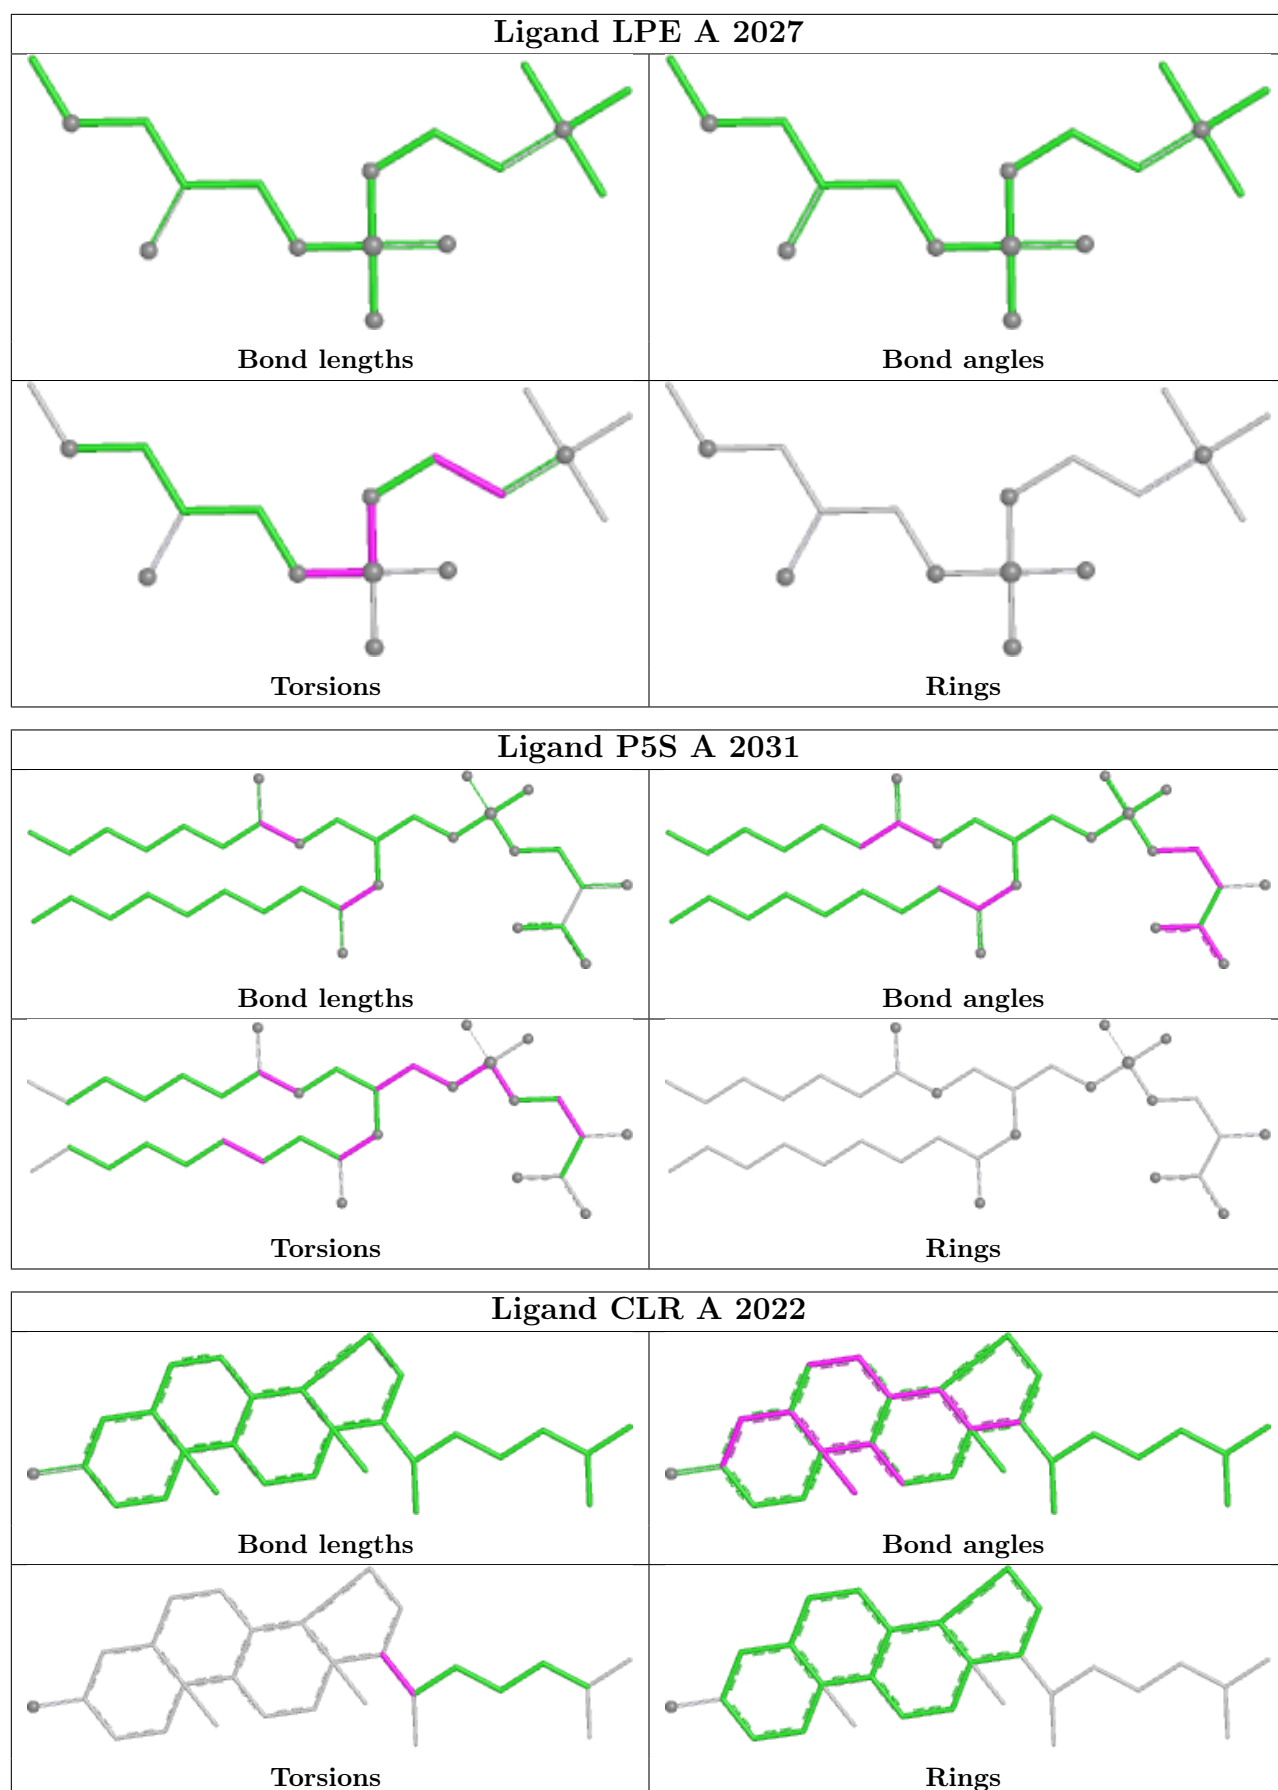 Ligand LPE A 2027
Bond lengths
Bond angles
Torsions
Rings
Ligand P5S A 2031
Bond lengths
Bond angles
Torsions
Rings
Ligand CLR A 2022
Bond lengths
Bond angles
Torsions
Rings